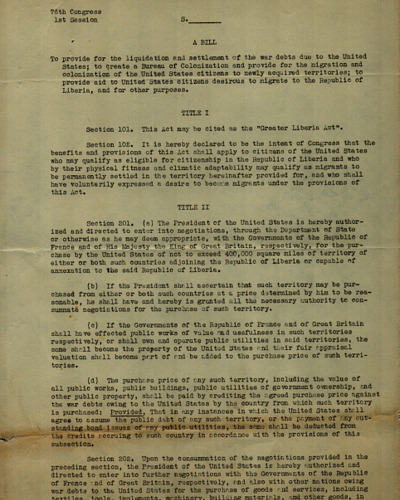 76th Congress
1st Session
S.
A BILL
To provide for the liquidation and settlement of the war debts due to the United
States; to create a Bureau of Colonization and provide for the migration and
colonization of the United States citizens to newly acquired territories; to
provide aid to United States citizens desirous to migrate to the Republic of
Liberia, and for other purposes.
TITLE I
Section 101. This Act may be cited as the "Greater Liberia Act".
Section 102. It is hereby declared to be the intent of Congress that the
benefits and provisions of this Act shall apply to citizens of the United States
who may qualify as eligible for citizenship in the Republic of Liberia and who
by their physical fitness and climatic adaptability may qualify as migrants to
be permanently settled in the territory hereinafter provided for, and who shall
have voluntarily expressed a desire to become migrants under the provisions of
this Act.
TITLE II
Section 201. (a) The President of the United States is hereby author-
ized and directed to enter into negotiations, through the Department of State
or otherwise as he may deem appropriate, with the Governments of the Republic of
France and of His Majesty the King of Great Britain, respectively, for the pur-
chase by the United States of not to exceed 400,000 square miles of territory of
either or both such countries adjoining the Republic of Liberia or capable of
annexation to the said Republic of Liberia.
(b) If the President shall ascertain that such territory may be pur-
chased from either or both such countries at a price determined by him to be rea-
sonable, he shall have and hereby is granted all the necessary authority to con-
summate negotiations for the purchase of such territory.
(c) If the Governments of the Republic of France and of Great Britain
shall have effected public works of value and usefulness in such territories
respectively, or shall own and operate public utilities in said territories, the
same shall become the property of the United States and their fair appraisal
valuation shall become part of and be added to the purchase price of such terri-
tories.
(d) The purchase price of any such territory, including the value of
all public works, public buildings, public utilities of government ownership, and
other public property, shall be paid by crediting the agreed purchase price against
the war debts owing to the United States by the country from which such territory
is purchased: Provided, That in any instances in which the United States shall
agree to assume the public debt of any such territory, or the payment of any out-
standing bond issues of any public utilities, the same shall be deducted from
the credits accruing to such country in accordance with the provisions of this
subsection.
Section 202. Upon the consummation of the negotiations provided in the
preceding section, the President of the United States is hereby authorized and
directed to enter into further negotiations with the Governments of the Republic
of France and of Great Britain, respectively, and also with other nations owing
war debts to the United States for the purchase of goods and services, including
textiles, tools, implements, machinery, building materials, and other goods, in